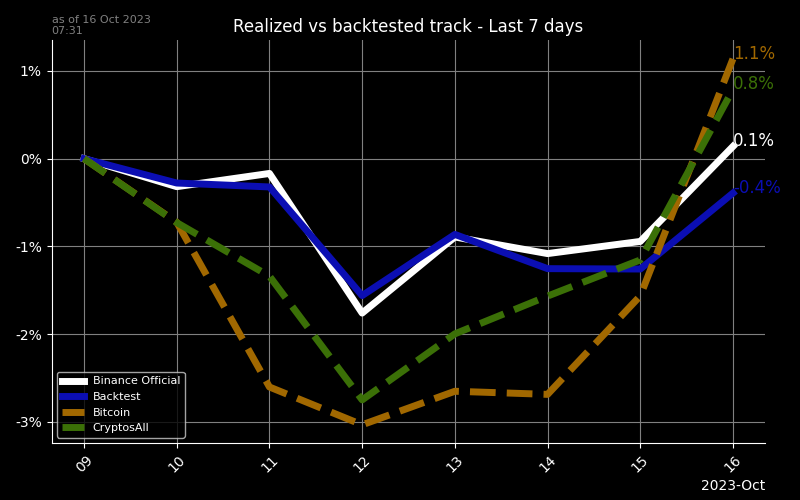 as of 16 Oct 2023
07:31
Realized vs backtested track - Last 7 days
1%
0%
-1%
-2%
-3%
1.1%
0.8%
0.1%
-0.4%
Binance Official
Backtest
Bitcoin
CryptosAll
09
10
11
12
13
14
15
16
2023-Oct